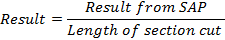 Result = Result from SAP / Length of section cut